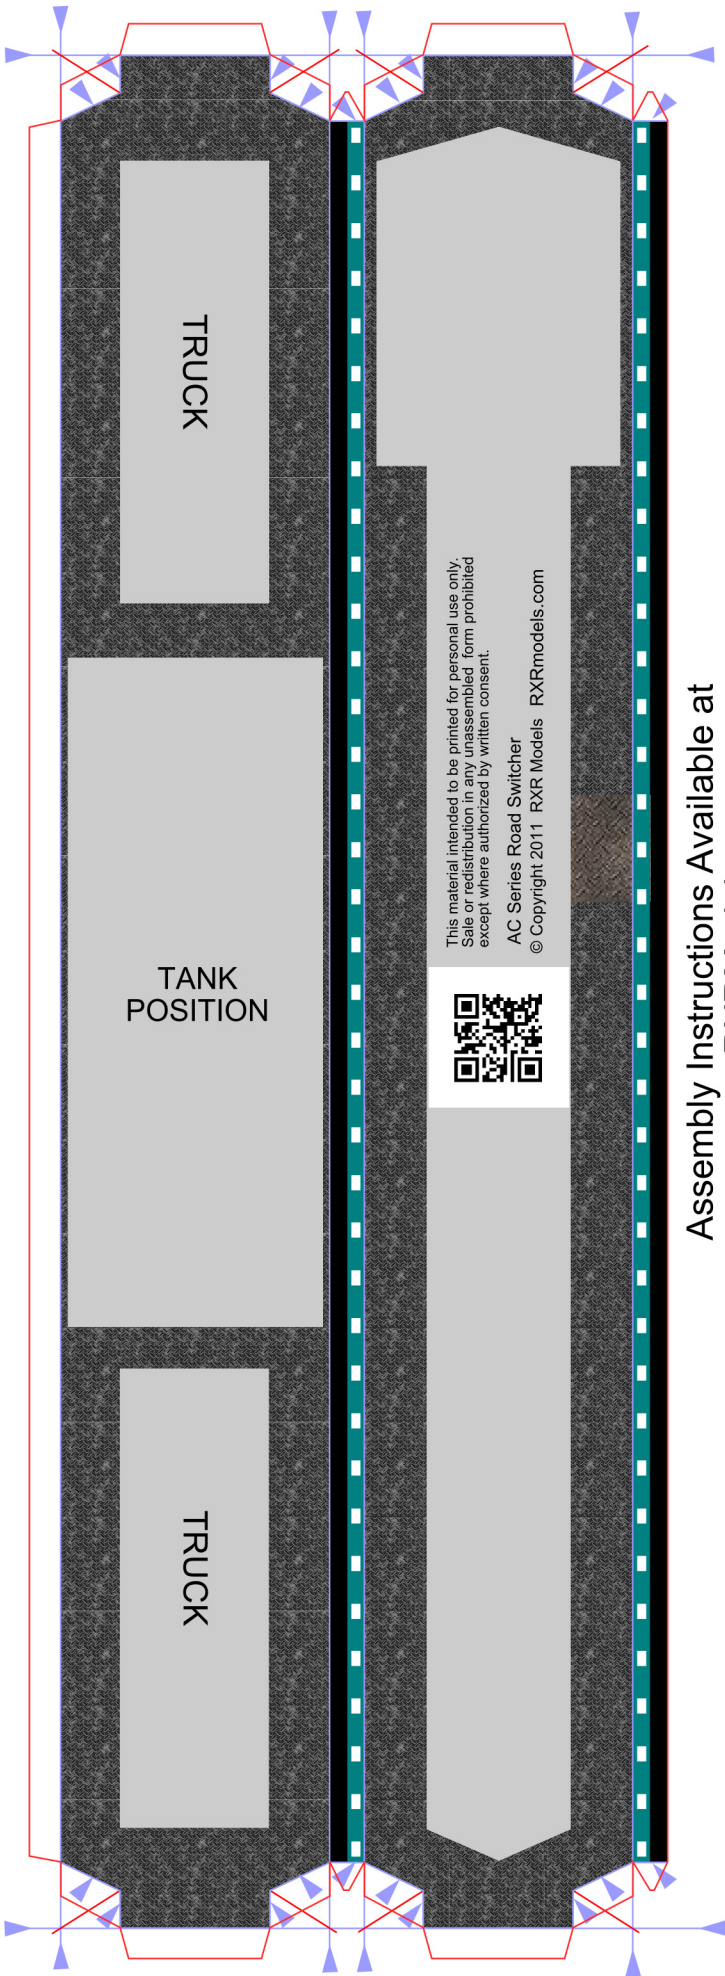 TRUCK
TANK
POSITION
TRUCK
This material intended to be printed for personal use only.
Sale or redistribution in any unassembled form prohibited
except where authorized by written consent.
AC Series Road Switcher
© Copyright 2011 RXR Models RXRmodels.com
Assembly Instructions Available at